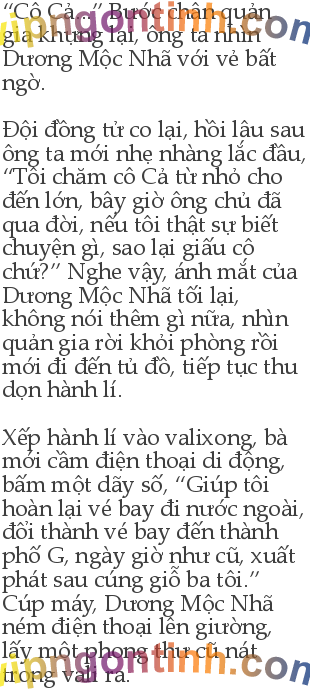 “Cô Cả...” Bước chân quản
gia khựng lại, ông ta nhìn
Dương Mộc Nhã với vẻ bất
ngờ.
Đội đồng tử co lại, hồi lâu sau
ông ta mới nhẹ nhàng lắc đầu,
“Tôi chăm cô Cả từ nhỏ cho
đến lớn, bây giờ ông chủ đã
qua đời, nếu tôi thật sự biết
chuyện gì, sao lại giấu cô
chứ?” Nghe vậy, ánh mắt của
Dương Mộc Nhã tối lại,
không nói thêm gì nữa, nhìn
quản gia rời khỏi phòng rồi
mới đi đến tủ đồ, tiếp tục thu
dọn hành lí.
Xếp hành lí vào valixong, bà
mới cầm điện thoại di động,
bấm một dãy số, “Giúp tôi
hoàn lại vé bay đi nước ngoài,
đổi thành vé bay đến thành
phố G, ngày giờ như cũ, xuất
phát sau cúng giỗ ba tôi.”
Cúp máy, Dương Mộc Nhã
ném điện thoại lên giường,
lấy một phong thư cũ nát
trong vali ra.
vipngontinh.com
vipngontinh.com